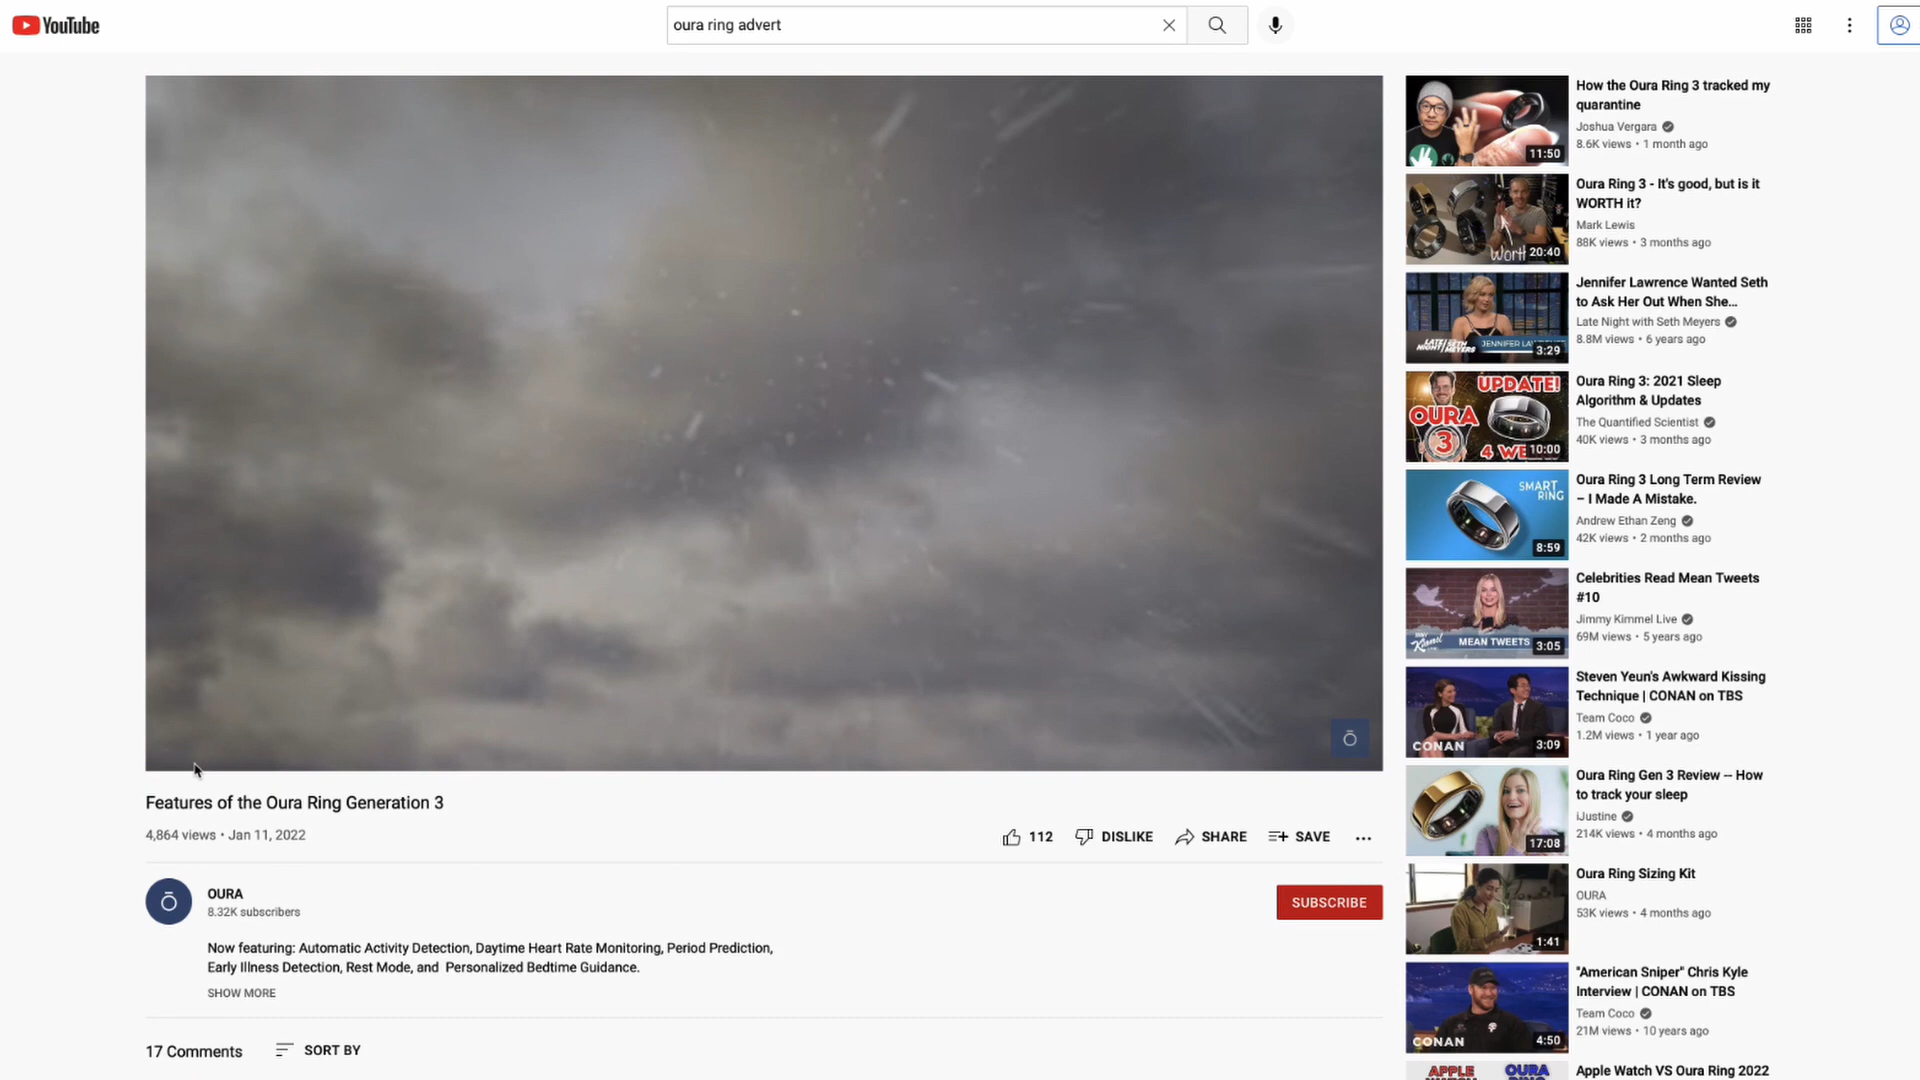 YouTube
oura ring advert
Features of the Oura Ring Generation 3
4,864 views • Jan 11, 2022
112
DISLIKE
SHARE
SAVE
OURA
8.32K subscribers
SUBSCRIBE
Now featuring: Automatic Activity Detection, Daytime Heart Rate Monitoring, Period Prediction,
Early Illness Detection, Rest Mode, and Personalized Bedtime Guidance.
SHOW MORE
17 Comments
SORT BY
11:50
How the Oura Ring 3 tracked my
quarantine
Joshua Vergara
8.6K views • 1 month ago
Worth
20:40
Oura Ring 3 - It's good, but is it
WORTH it?
Mark Lewis
88K views • 3 months ago
LATE NIGHT SETH MEYERS
3:29
Jennifer Lawrence Wanted Seth
to Ask Her Out When She...
Late Night with Seth Meyers
8.8M views • 6 years ago
UPDATE!
OURA
3
10:00
Oura Ring 3: 2021 Sleep
Algorithm & Updates
The Quantified Scientist
40K views • 3 months ago
SMART
RING
8:59
Oura Ring 3 Long Term Review
– I Made A Mistake.
Andrew Ethan Zeng
42K views • 2 months ago
MEAN TWEETS
3:05
Celebrities Read Mean Tweets
#10
Jimmy Kimmel Live
69M views • 5 years ago
CONAN
3:09
Steven Yeun's Awkward Kissing
Technique | CONAN on TBS
Team Coco
1.2M views • 1 year ago
17:08
Oura Ring Gen 3 Review -- How
to track your sleep
iJustine
214K views • 4 months ago
1:41
Oura Ring Sizing Kit
OURA
53K views • 4 months ago
CONAN
4:50
"American Sniper" Chris Kyle
Interview | CONAN on TBS
Team Coco
21M views • 10 years ago
APPLE
OURA
Apple Watch VS Oura Ring 2022